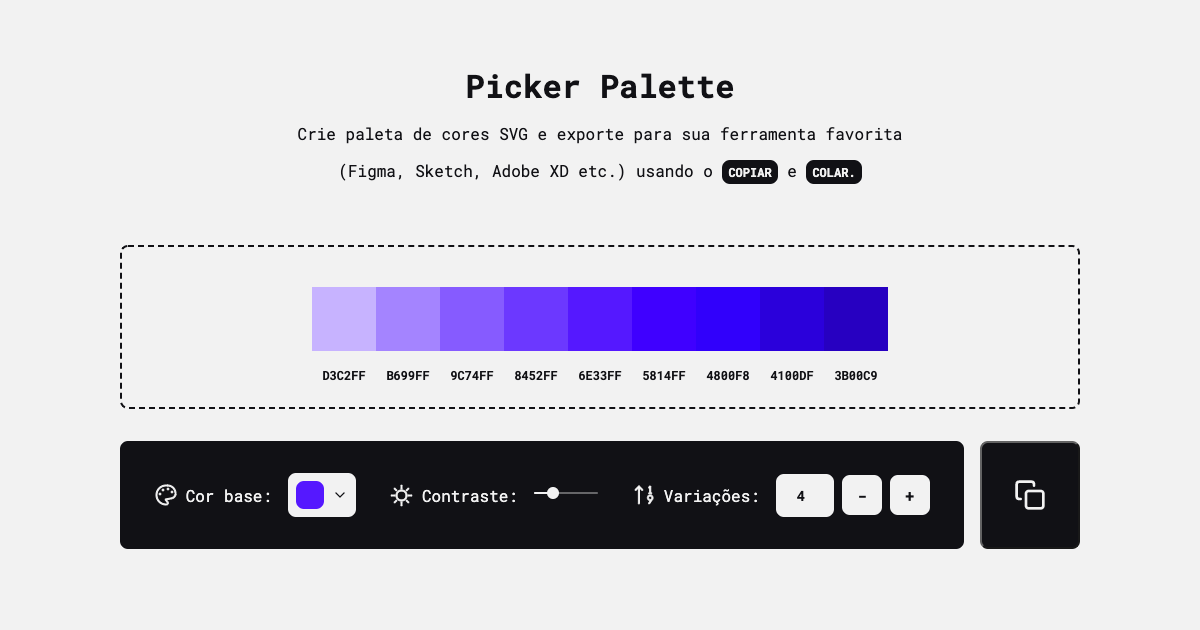 Picker Palette
Crie paleta de cores SVG e exporte para sua ferramenta favorita
(Figma, Sketch, Adobe XD etc.) usando o COPIAR e COLAR.
D3C2FF B699FF 9C74FF 8452FF 6E33FF 5814FF 4800F8 4100DF 3B00C9
Cor base: Contraste: Variações: 4 - +